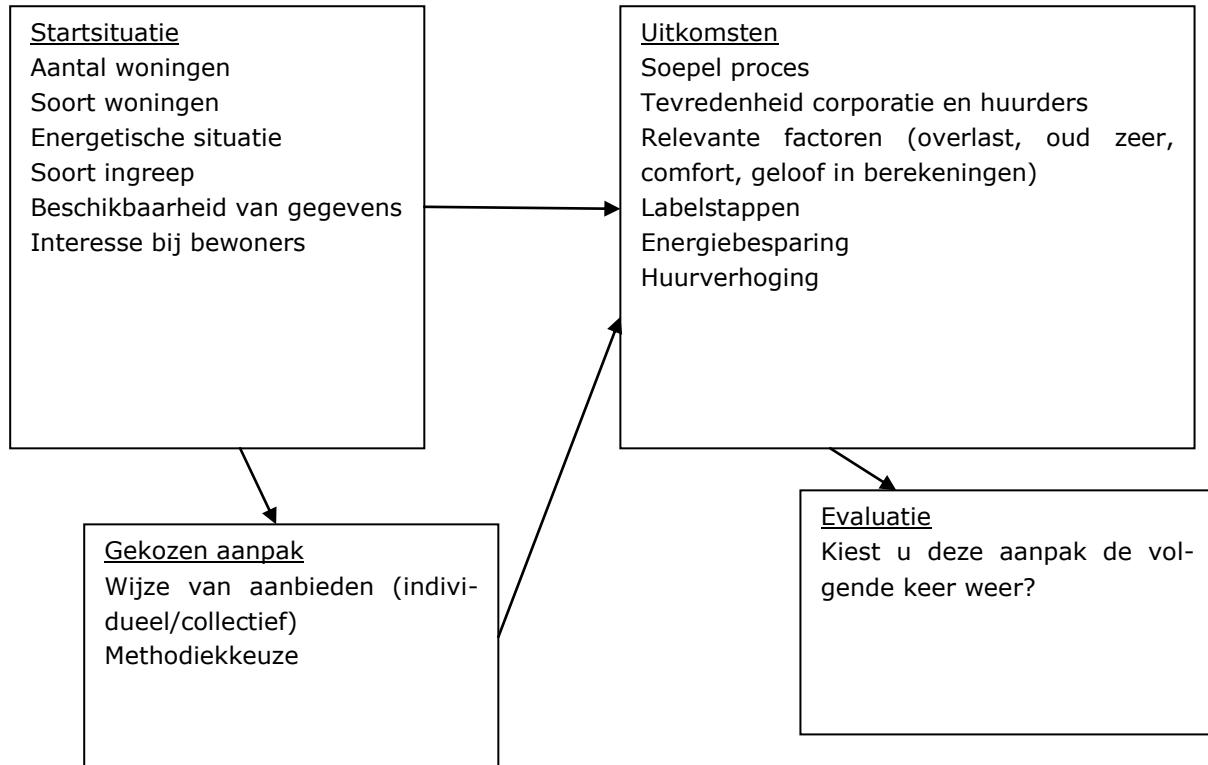 Startsituatie
Aantal woningen
Soort woningen
Energetische situatie
Soort ingreep
Beschikbaarheid van gegevens
Interesse bij bewoners
Uitkomsten
Soepel proces
Tevredenheid corporatie en huurders
Relevante factoren (overlast, oud zeer,
comfort, geloof in berekeningen)
Labelstappen
Energiebesparing
Huurverhoging
Gekozen aanpak
Wijze van aanbieden (indivi-
dueel/collectief)
Methodiekkeuze
Evaluatie
Kiest u deze aanpak de vol-
gende keer weer?